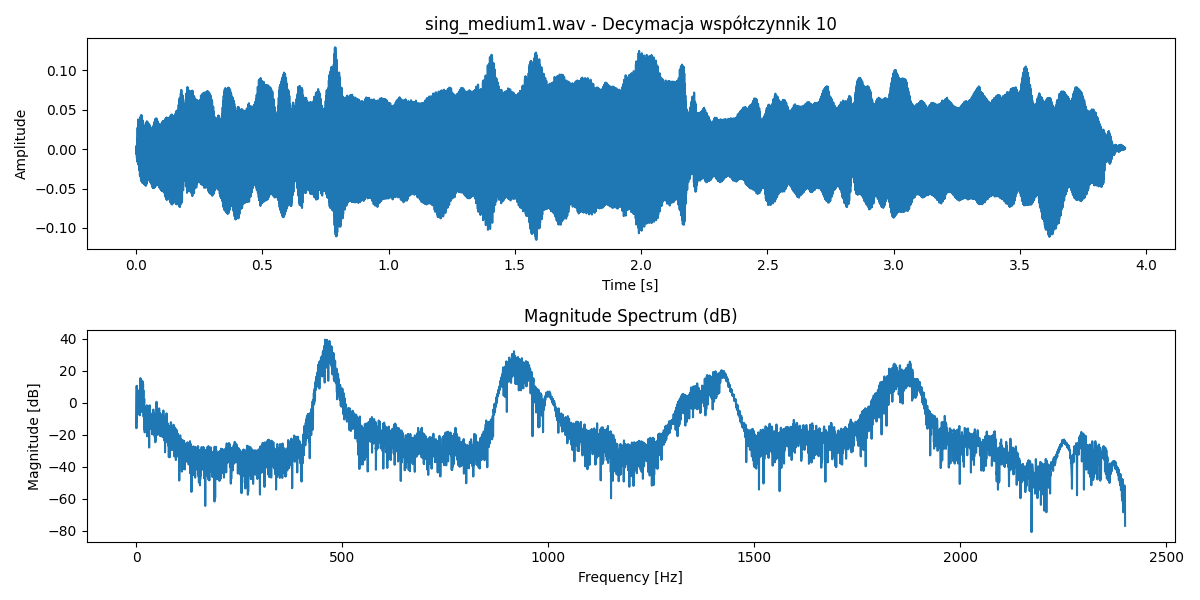 sing_medium1.wav - Decymacja współczynnik 10
Amplitude
0.10
0.05
0.00
−0.05
−0.10
0.0 0.5 1.0 1.5 2.0 2.5 3.0 3.5 4.0
Time [s]
Magnitude Spectrum (dB)
Magnitude [dB]
40
20
0
−20
−40
−60
−80
0 500 1000 1500 2000 2500
Frequency [Hz]